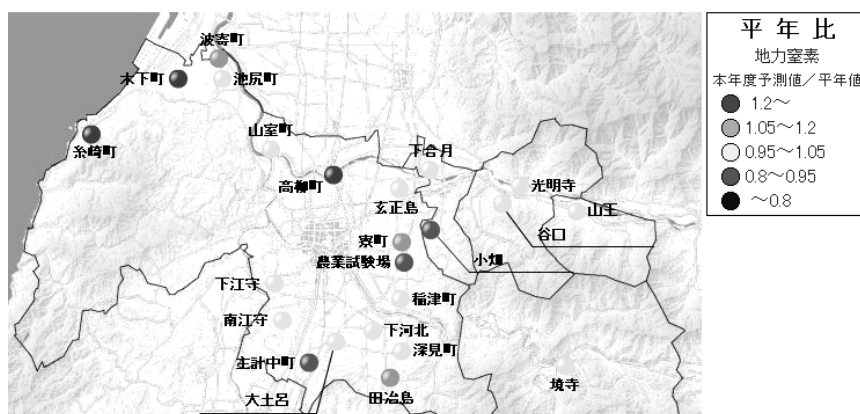 平年比
地力窒素
本年度予測値／平年値
1.2～
1.05～1.2
0.95～1.05
0.8～0.95
～0.8
波寄町
木下町
池尻町
糸崎町
山室町
下合月
高柳町
光明寺
玄正島
山王
谷口
寮町
小畑
農業試験場
下江守
稲津町
南江守
下河北
深見町
主計中町
大土呂
田治島
境寺